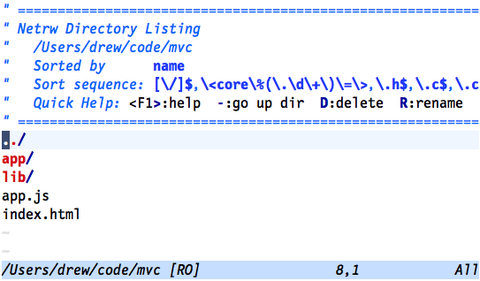 " ============================================================
" Netrw Directory Listing
"   /Users/drew/code/mvc
"   Sorted by      name
"   Sort sequence: [\/]$,\<core\%(\.\d\+\)\=\>,\.h$,\.c$,\.c
"   Quick Help: <F1>:help  -:go up dir  D:delete  R:rename
" ============================================================
../
app/
lib/
app.js
index.html
~
~
/Users/drew/code/mvc [RO]                 8,1            All